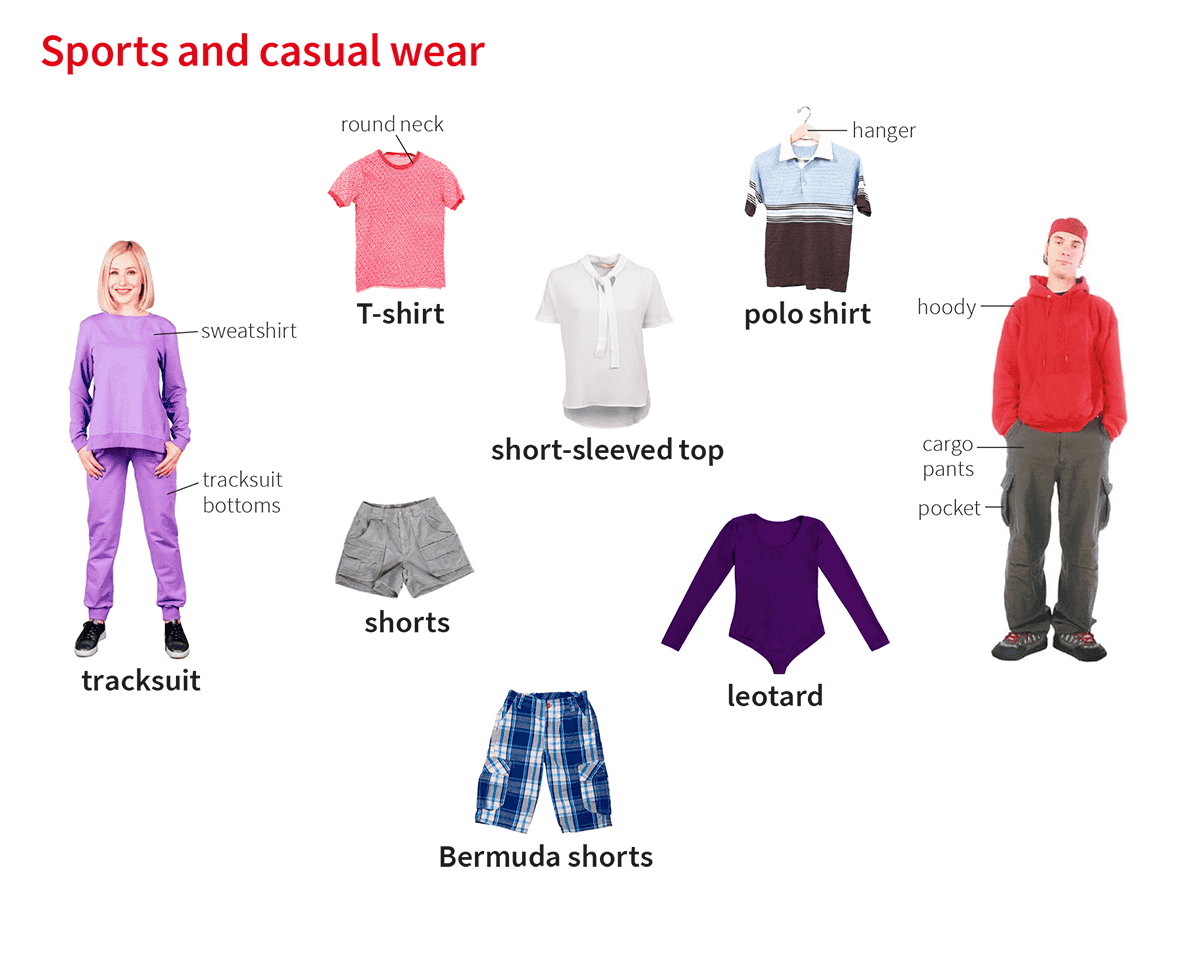 Sports and casual wear
round neck
hanger
T-shirt
polo shirt
sweatshirt
hoody
short-sleeved top
cargo
pants
pocket
tracksuit
bottoms
shorts
tracksuit
leotard
Bermuda shorts